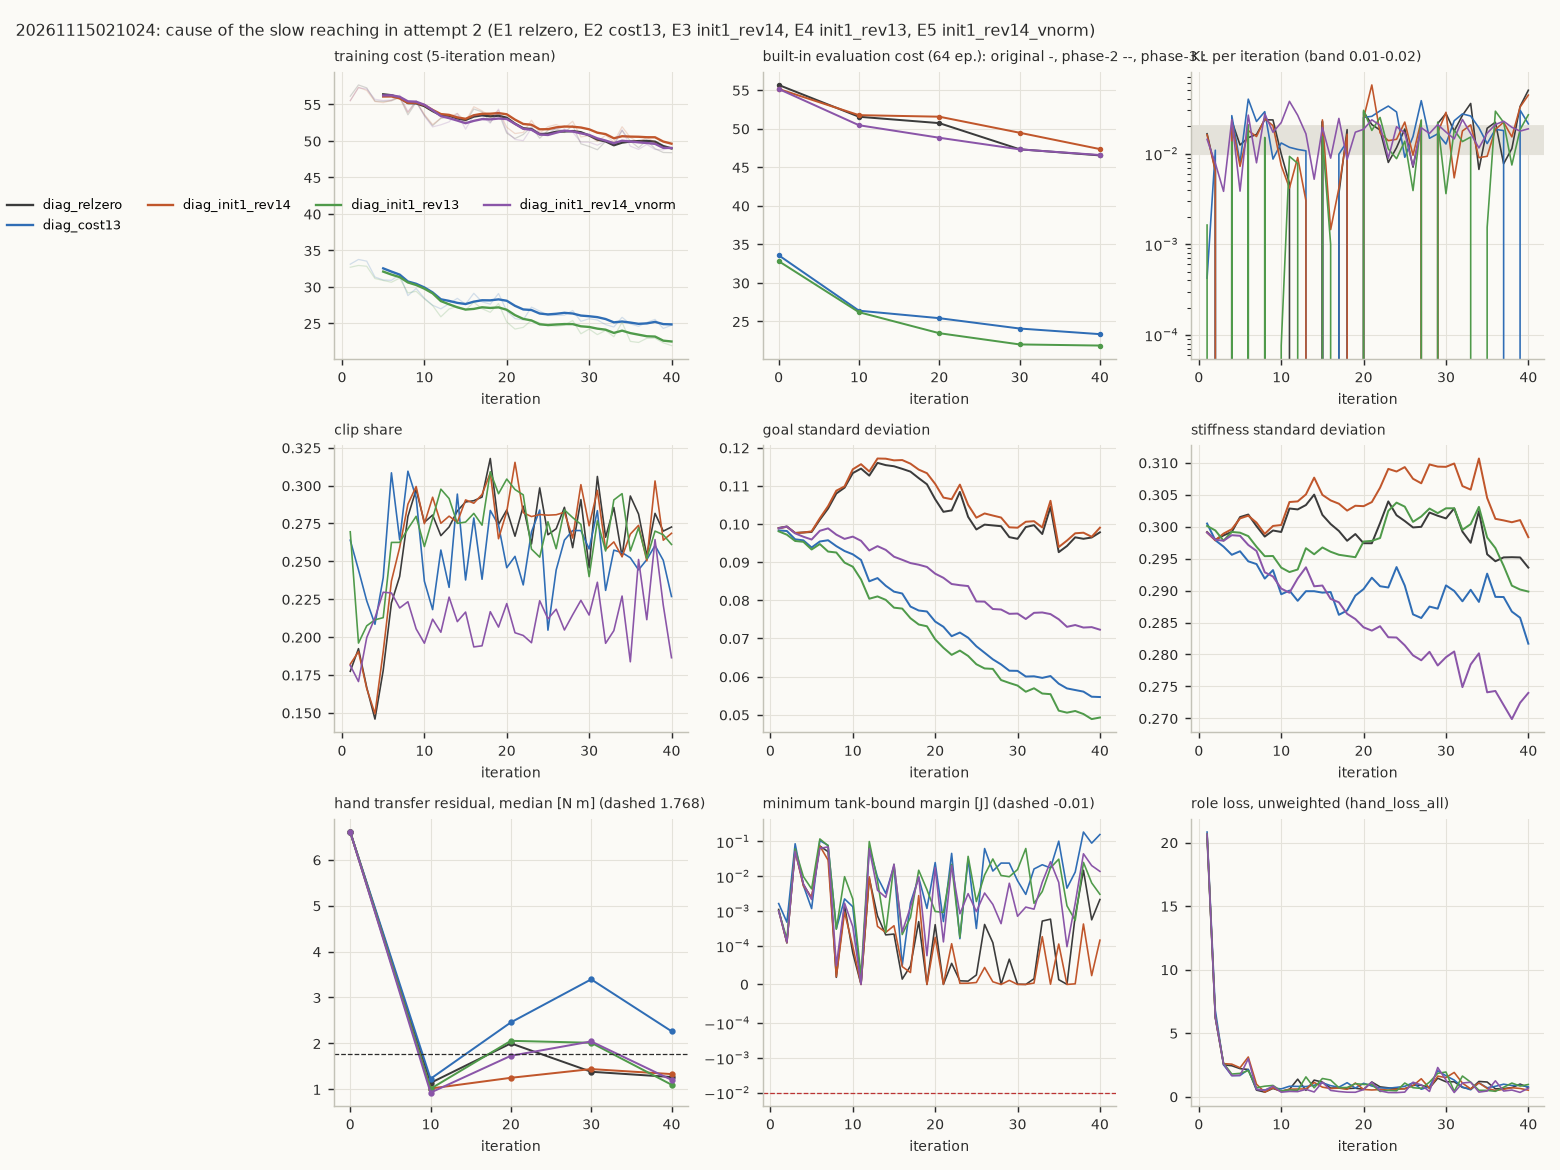 20261115021024: cause of the slow reaching in attempt 2 (E1 relzero, E2 cost13, E3 init1_rev14, E4 init1_rev13, E5 init1_rev14_vnorm)
training cost (5-iteration mean)
55
50
45
40
35
30
25
0 10 20 30 40
iteration
built-in evaluation cost (64 ep.): original -, phase-2 --, phase-3 :
55
50
45
40
35
30
25
0 10 20 30 40
iteration
KL per iteration (band 0.01-0.02)
10⁻²
10⁻³
10⁻⁴
0 10 20 30 40
iteration
diag_relzero
diag_cost13
diag_init1_rev14
diag_init1_rev13
diag_init1_rev14_vnorm
clip share
0.325
0.300
0.275
0.250
0.225
0.200
0.175
0.150
0 10 20 30 40
iteration
goal standard deviation
0.12
0.11
0.10
0.09
0.08
0.07
0.06
0.05
0 10 20 30 40
iteration
stiffness standard deviation
0.310
0.305
0.300
0.295
0.290
0.285
0.280
0.275
0.270
0 10 20 30 40
iteration
hand transfer residual, median [N m] (dashed 1.768)
6
5
4
3
2
1
0 10 20 30 40
iteration
minimum tank-bound margin [J] (dashed -0.01)
10⁻¹
10⁻²
10⁻³
10⁻⁴
0
−10⁻⁴
−10⁻³
−10⁻²
0 10 20 30 40
iteration
role loss, unweighted (hand_loss_all)
20
15
10
5
0
0 10 20 30 40
iteration